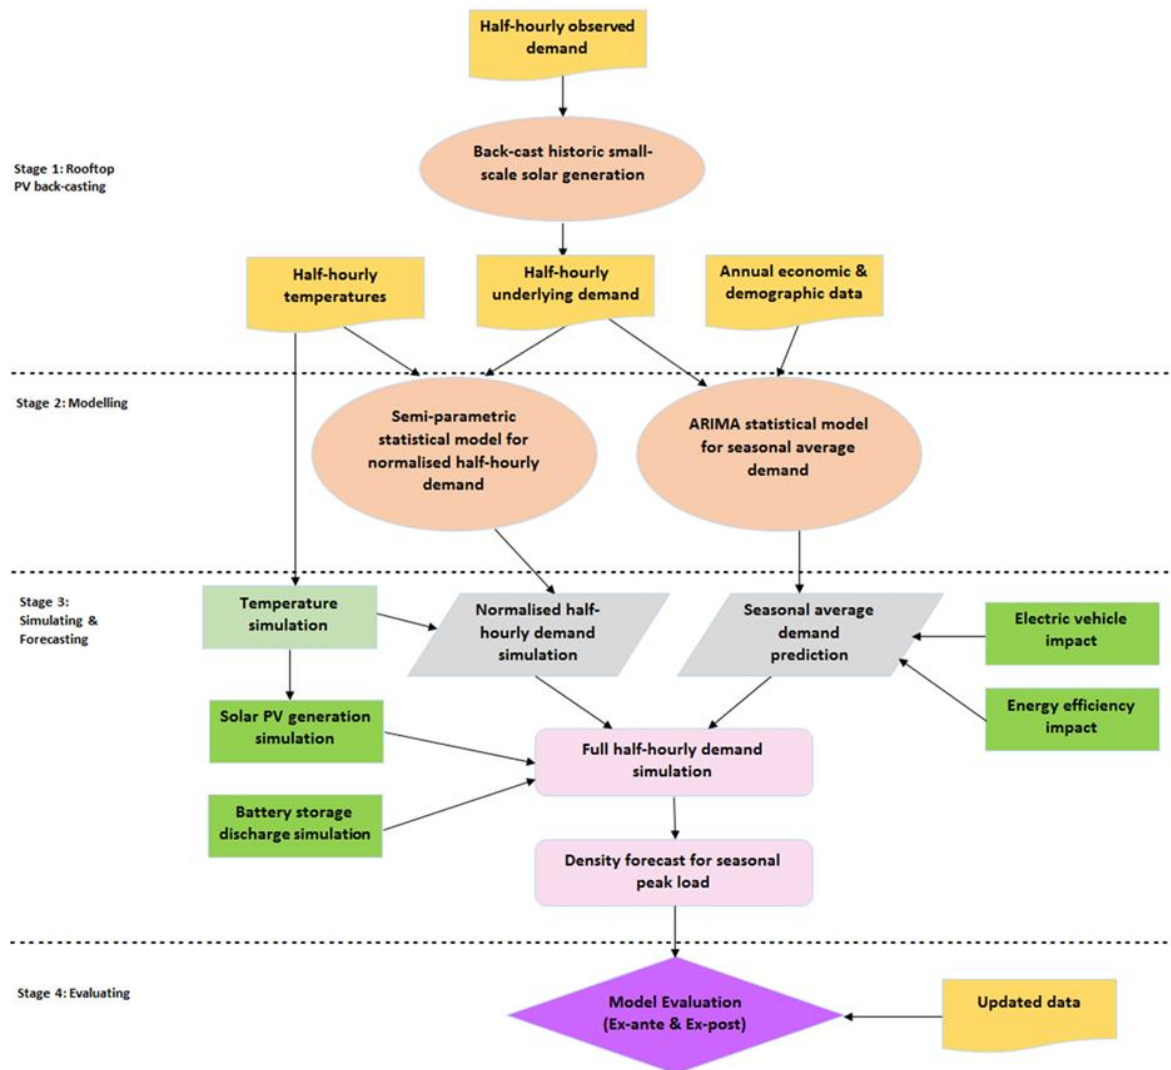 Half-hourly observed
demand
Stage 1: Rooftop
PV back-casting
Back-cast historic small-
scale solar generation
Half-hourly
temperatures
Half-hourly
underlying demand
Annual economic &
demographic data
Stage 2: Modelling
Semi-parametric
statistical model for
normalised half-hourly
demand
ARIMA statistical model
for seasonal average
demand
Stage 3:
Simulating &
Forecasting
Temperature
simulation
Normalised half-
hourly demand
simulation
Seasonal average
demand
prediction
Electric vehicle
impact
Solar PV generation
simulation
Energy efficiency
impact
Full half-hourly demand
simulation
Battery storage
discharge simulation
Density forecast for seasonal
peak load
Stage 4: Evaluating
Model Evaluation
(Ex-ante & Ex-post)
Updated data